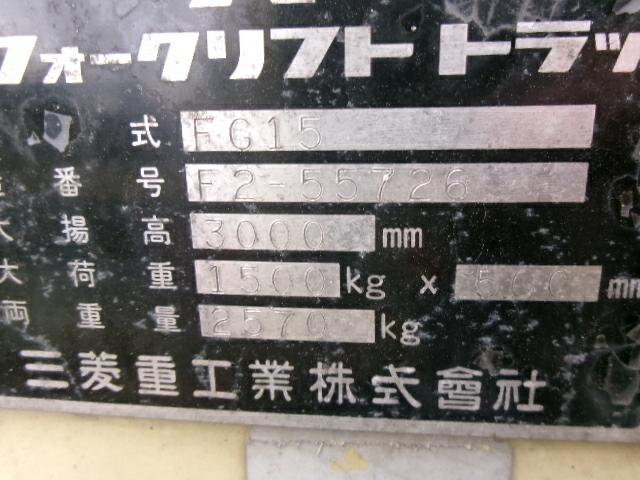 フォークリフトトラッ
式 FG15
番号 F2-55726
揚高 3000 mm
大荷重 1500 kg x 500 mm
両重量 2570 kg
三菱重工業株式會社